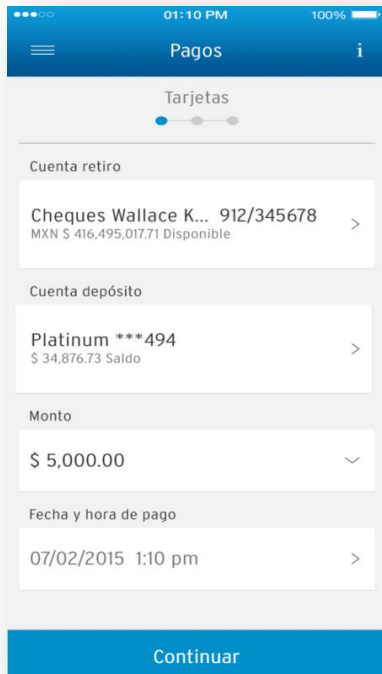 01:10 PM 100%
Pagos i
Tarjetas
Cuenta retiro
Cheques Wallace K... 912/345678
MXN $ 416,495,017.71 Disponible
Cuenta depósito
Platinum ***494
$ 34,876.73 Saldo
Monto
$ 5,000.00
Fecha y hora de pago
07/02/2015 1:10 pm
Continuar